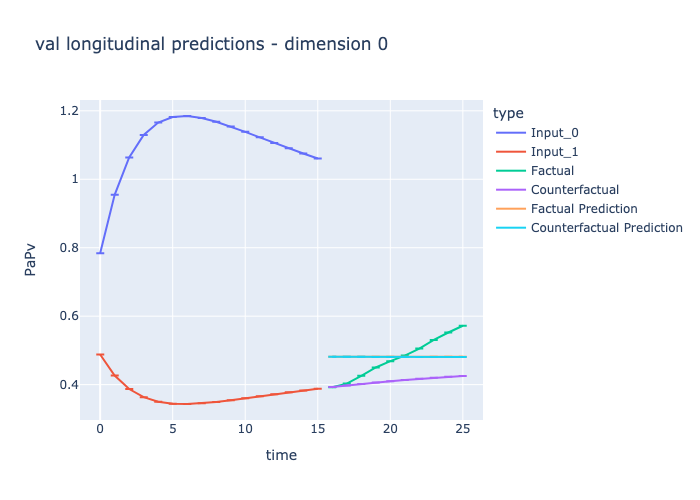 val longitudinal predictions - dimension 0
type
Input_0
Input_1
Factual
Counterfactual
Factual Prediction
Counterfactual Prediction
PaPv
1.2
1
0.8
0.6
0.4
0
5
10
15
20
25
time